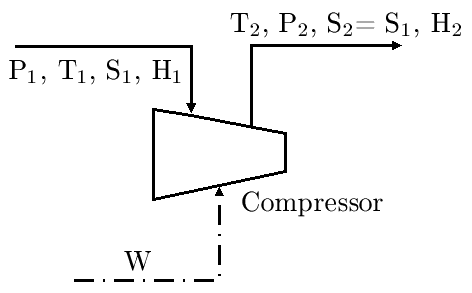 T₂, P₂, S₂= S₁, H₂
P₁, T₁, S₁, H₁
Compressor
W